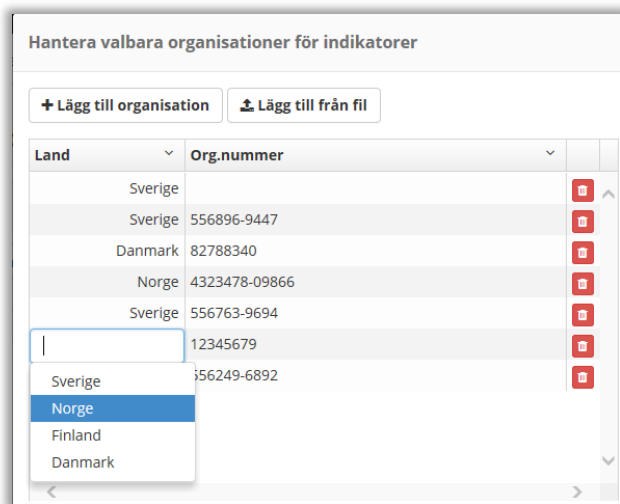 Hantera valbara organisationer för indikatorer
Lägg till organisation Lägg till från fil
Land Org.nummer
Sverige
Sverige 556896-9447
Danmark 82788340
Norge 4323478-09866
Sverige 556763-9694
12345679
556249-6892
Sverige
Norge
Finland
Danmark